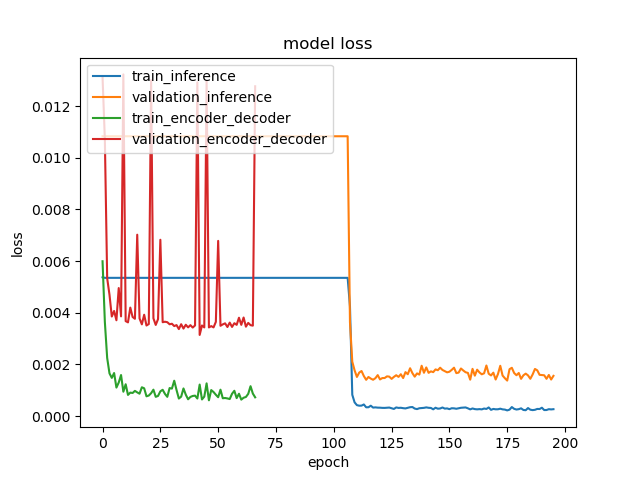 model loss
train_inference
validation_inference
train_encoder_decoder
validation_encoder_decoder
loss
0.012
0.010
0.008
0.006
0.004
0.002
0.000
0
25
50
75
100
125
150
175
200
epoch